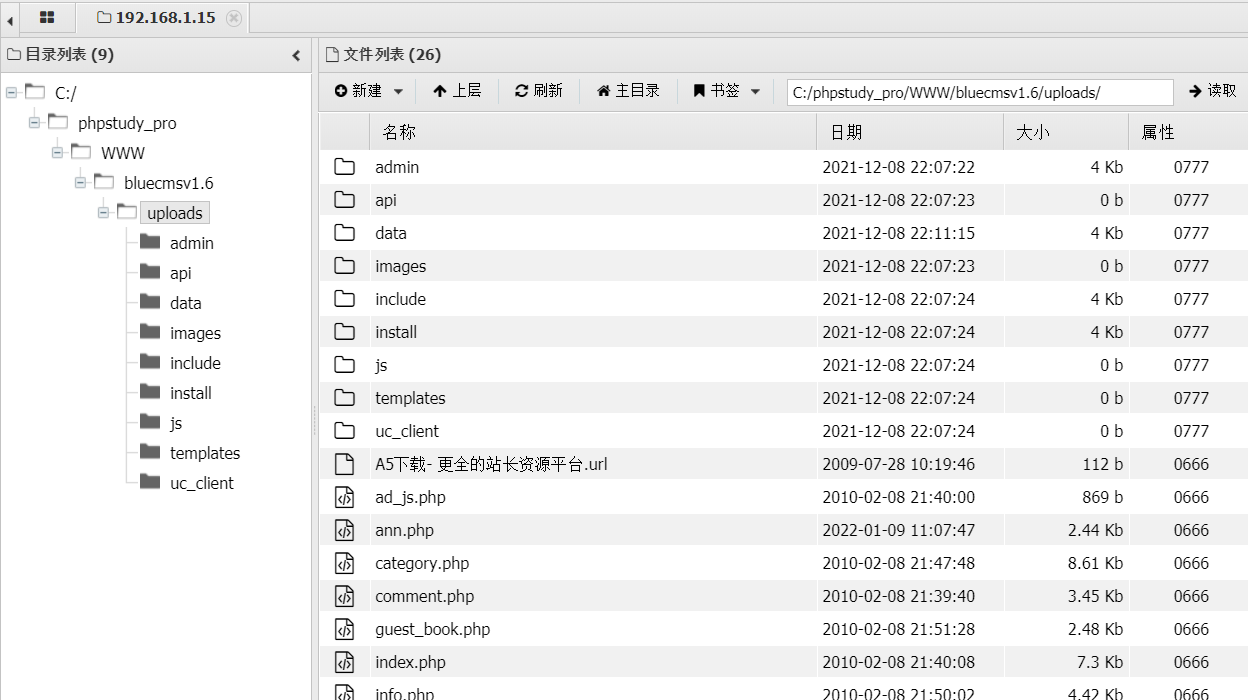 192.168.1.15
目录列表 (9)
C:/
phpstudy_pro
WWW
bluecmsv1.6
uploads
admin
api
data
images
include
install
js
templates
uc_client
文件列表 (26)
新建 上层 刷新 主目录 书签 C:/phpstudy_pro/WWW/bluecmsv1.6/uploads/ 读取
名称 日期 大小 属性
admin 2021-12-08 22:07:22 4 Kb 0777
api 2021-12-08 22:07:23 0 b 0777
data 2021-12-08 22:11:15 4 Kb 0777
images 2021-12-08 22:07:23 0 b 0777
include 2021-12-08 22:07:24 4 Kb 0777
install 2021-12-08 22:07:24 4 Kb 0777
js 2021-12-08 22:07:24 0 b 0777
templates 2021-12-08 22:07:24 0 b 0777
uc_client 2021-12-08 22:07:24 0 b 0777
A5下载- 更全的站长资源平台.url 2009-07-28 10:19:46 112 b 0666
ad_js.php 2010-02-08 21:40:00 869 b 0666
ann.php 2022-01-09 11:07:47 2.44 Kb 0666
category.php 2010-02-08 21:47:48 8.61 Kb 0666
comment.php 2010-02-08 21:39:40 3.45 Kb 0666
guest_book.php 2010-02-08 21:51:28 2.48 Kb 0666
index.php 2010-02-08 21:40:08 7.3 Kb 0666
info.php 2010-02-08 21:50:02 4.42 Kb 0666